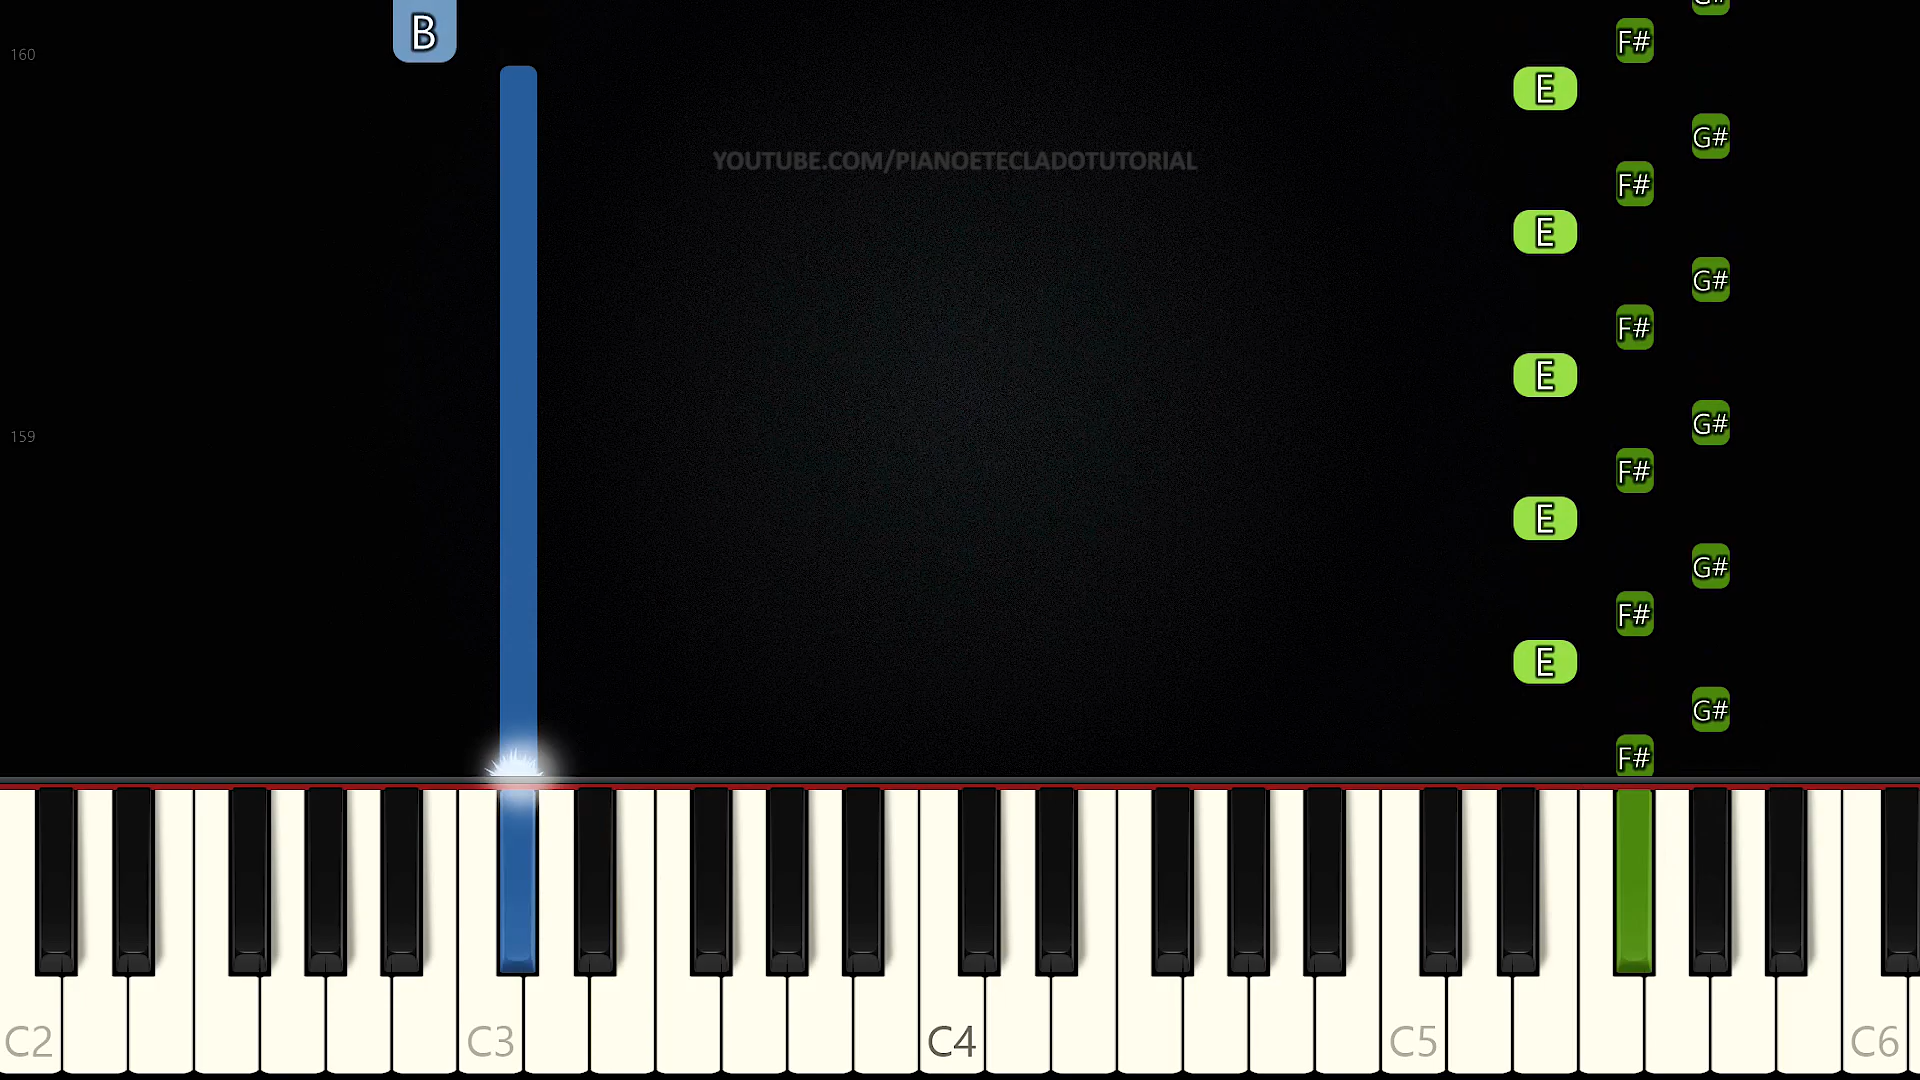 G#
B
F#
160
E
G#
YOUTUBE.COM/PIANOETECLADOTUTORIAL
F#
E
G#
F#
E
G#
159
F#
E
G#
F#
E
G#
F#
C2 C3 C4 C5 C6